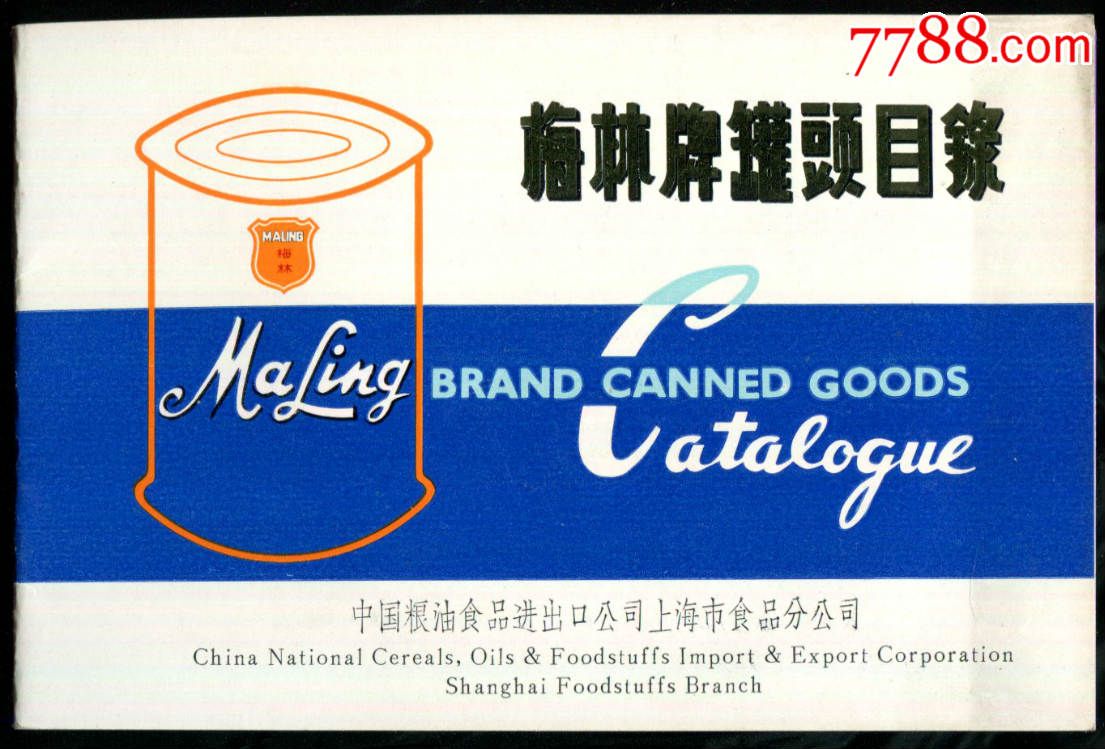 7788.com
梅林牌罐頭目錄
MALING
梅
林
MaLing BRAND CANNED GOODS
Catalogue
中国粮油食品进出口公司上海市食品分公司
China National Cereals, Oils & Foodstuffs Import & Export Corporation
Shanghai Foodstuffs Branch